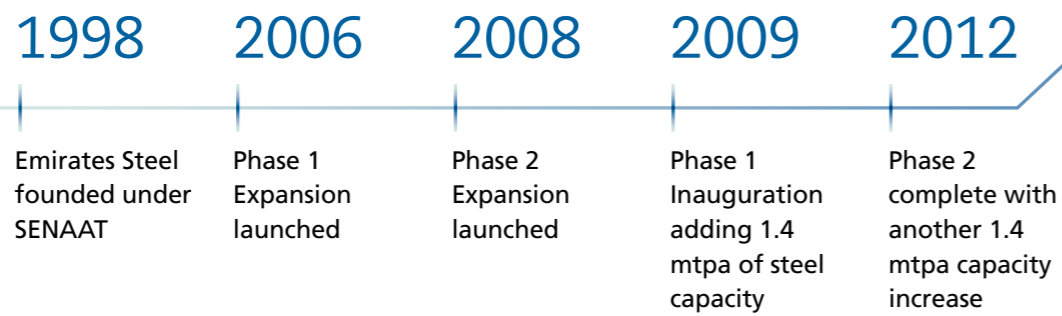 1998
Emirates Steel
founded under
SENAAT
2006
Phase 1
Expansion
launched
2008
Phase 2
Expansion
launched
2009
Phase 1
Inauguration
adding 1.4
mtpa of steel
capacity
2012
Phase 2
complete with
another 1.4
mtpa capacity
increase